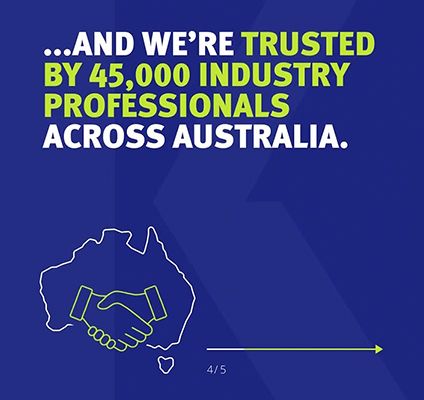 ...AND WE'RE TRUSTED
BY 45,000 INDUSTRY
PROFESSIONALS
ACROSS AUSTRALIA.
4/5